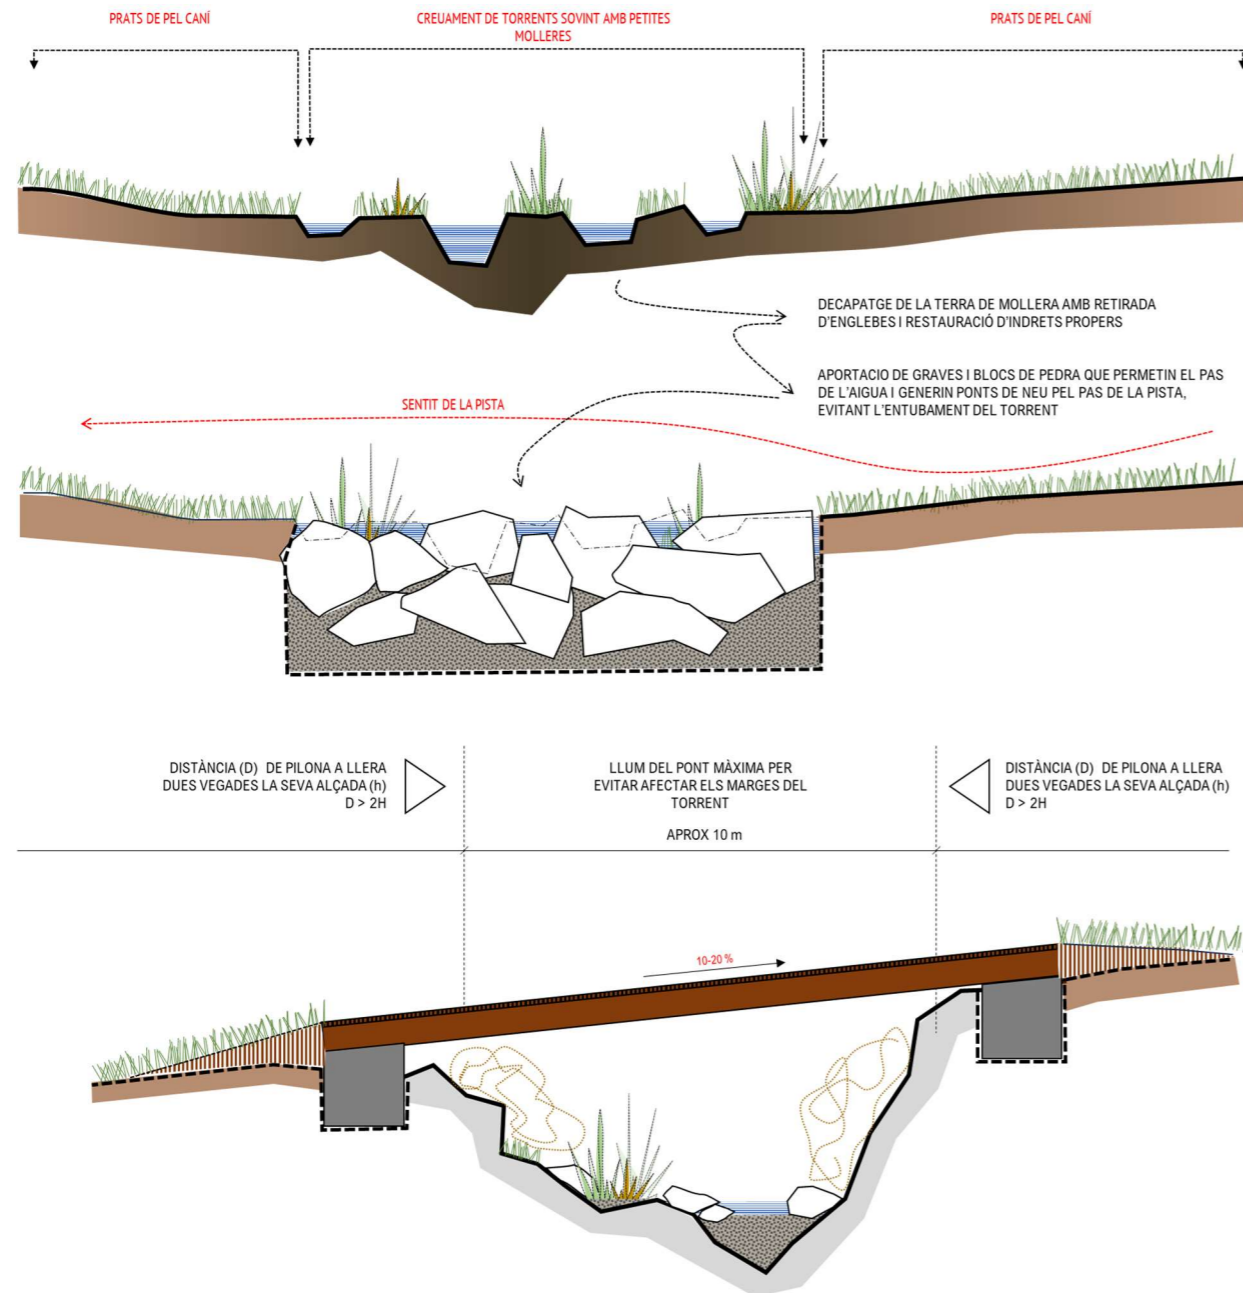 PRATS DE PEL CANÍ
CREUAMENT DE TORRENTS SOVINT AMB PETITES
MOLLERES
PRATS DE PEL CANÍ
DECAPATGE DE LA TERRA DE MOLLERA AMB RETIRADA
D'ENGLEBES I RESTAURACIÓ D'INDRETS PROPERS
APORTACIO DE GRAVES I BLOCS DE PEDRA QUE PERMETIN EL PAS
DE L'AIGUA I GENERIN PONTS DE NEU PEL PAS DE LA PISTA,
EVITANT L'ENTUBAMENT DEL TORRENT
SENTIT DE LA PISTA
DISTÀNCIA (D) DE PILONA A LLERA
DUES VEGADES LA SEVA ALÇADA (h)
D > 2H
LLUM DEL PONT MÀXIMA PER
EVITAR AFECTAR ELS MARGES DEL
TORRENT
APROX 10 m
DISTÀNCIA (D) DE PILONA A LLERA
DUES VEGADES LA SEVA ALÇADA (h)
D > 2H
10-20 %